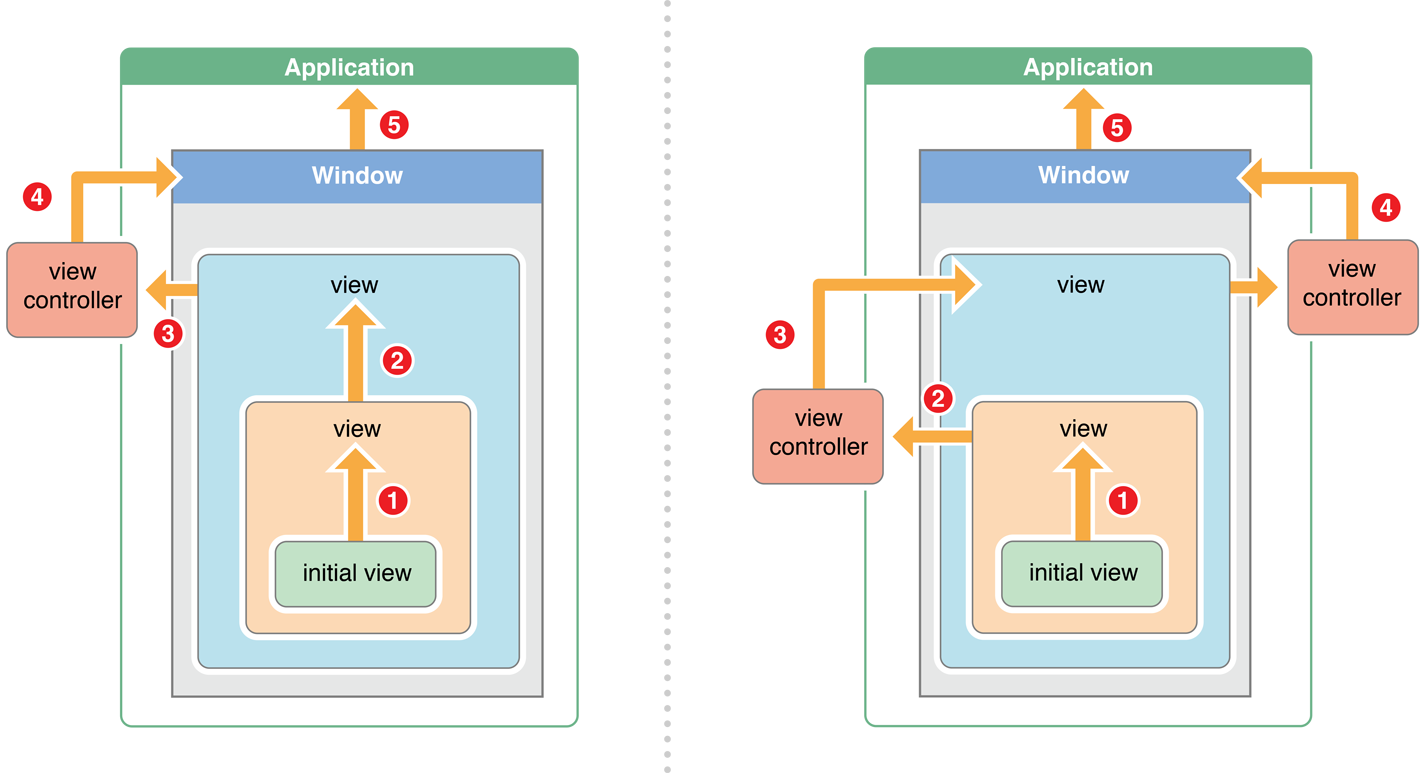 Application
5
Window
4
view
controller
view
3
2
view
1
initial view
Application
5
Window
4
view
controller
view
3
view
controller
2
view
1
initial view